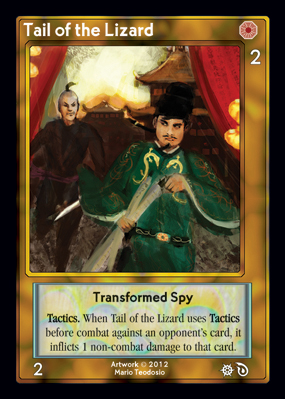 Tail of the Lizard
2
Transformed Spy
Tactics. When Tail of the Lizard uses Tactics
before combat against an opponent's card, it
inflicts 1 non-combat damage to that card.
2
Artwork © 2012
Mario Teodosio